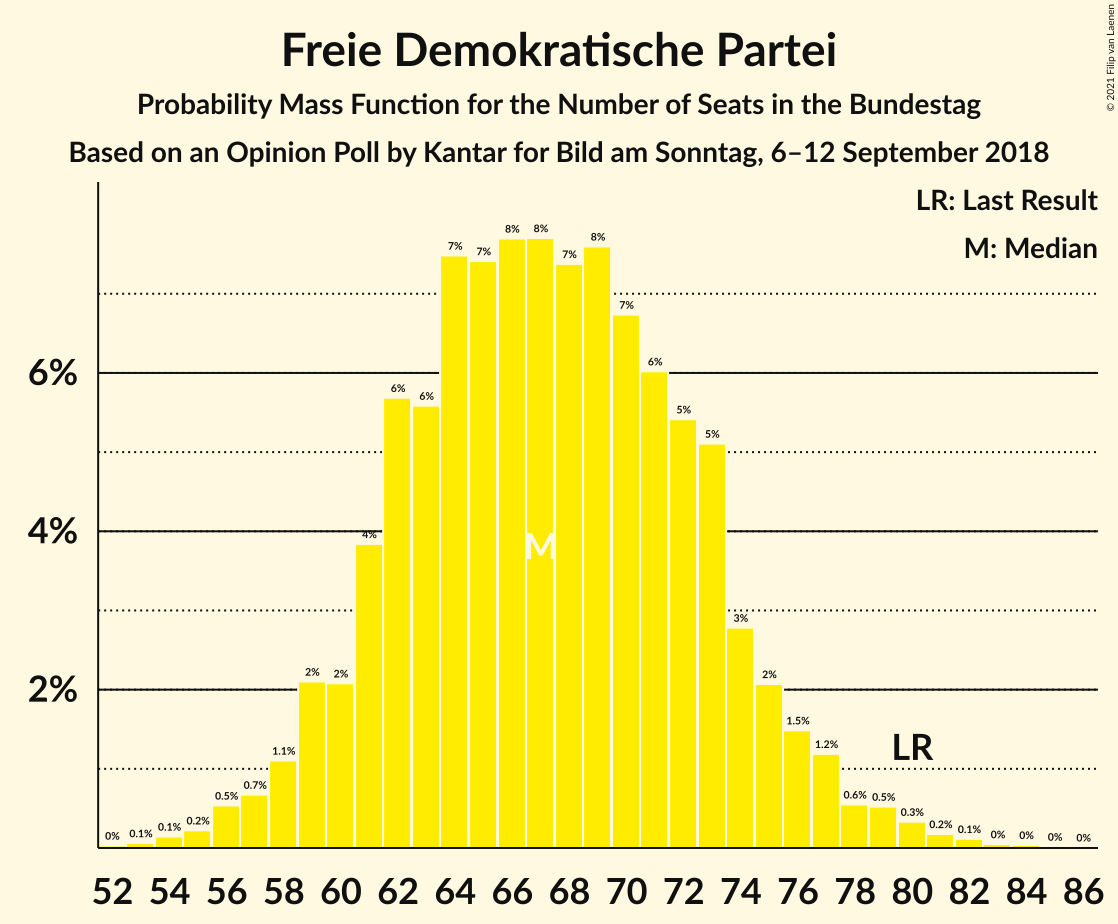 Freie Demokratische Partei
Probability Mass Function for the Number of Seats in the Bundestag
Based on an Opinion Poll by Kantar for Bild am Sonntag, 6–12 September 2018
© 2021 Filip van Laenen
LR: Last Result
M: Median
6%
4%
2%
0% 0.1% 0.1% 0.2% 0.5% 0.7% 1.1% 2% 2% 4% 6% 6% 7% 7% 8% 8% 7% 8% 7% 6% 5% 5% 3% 2% 1.5% 1.2% 0.6% 0.5% 0.3% 0.2% 0.1% 0% 0% 0% 0%
M
LR
52 54 56 58 60 62 64 66 68 70 72 74 76 78 80 82 84 86